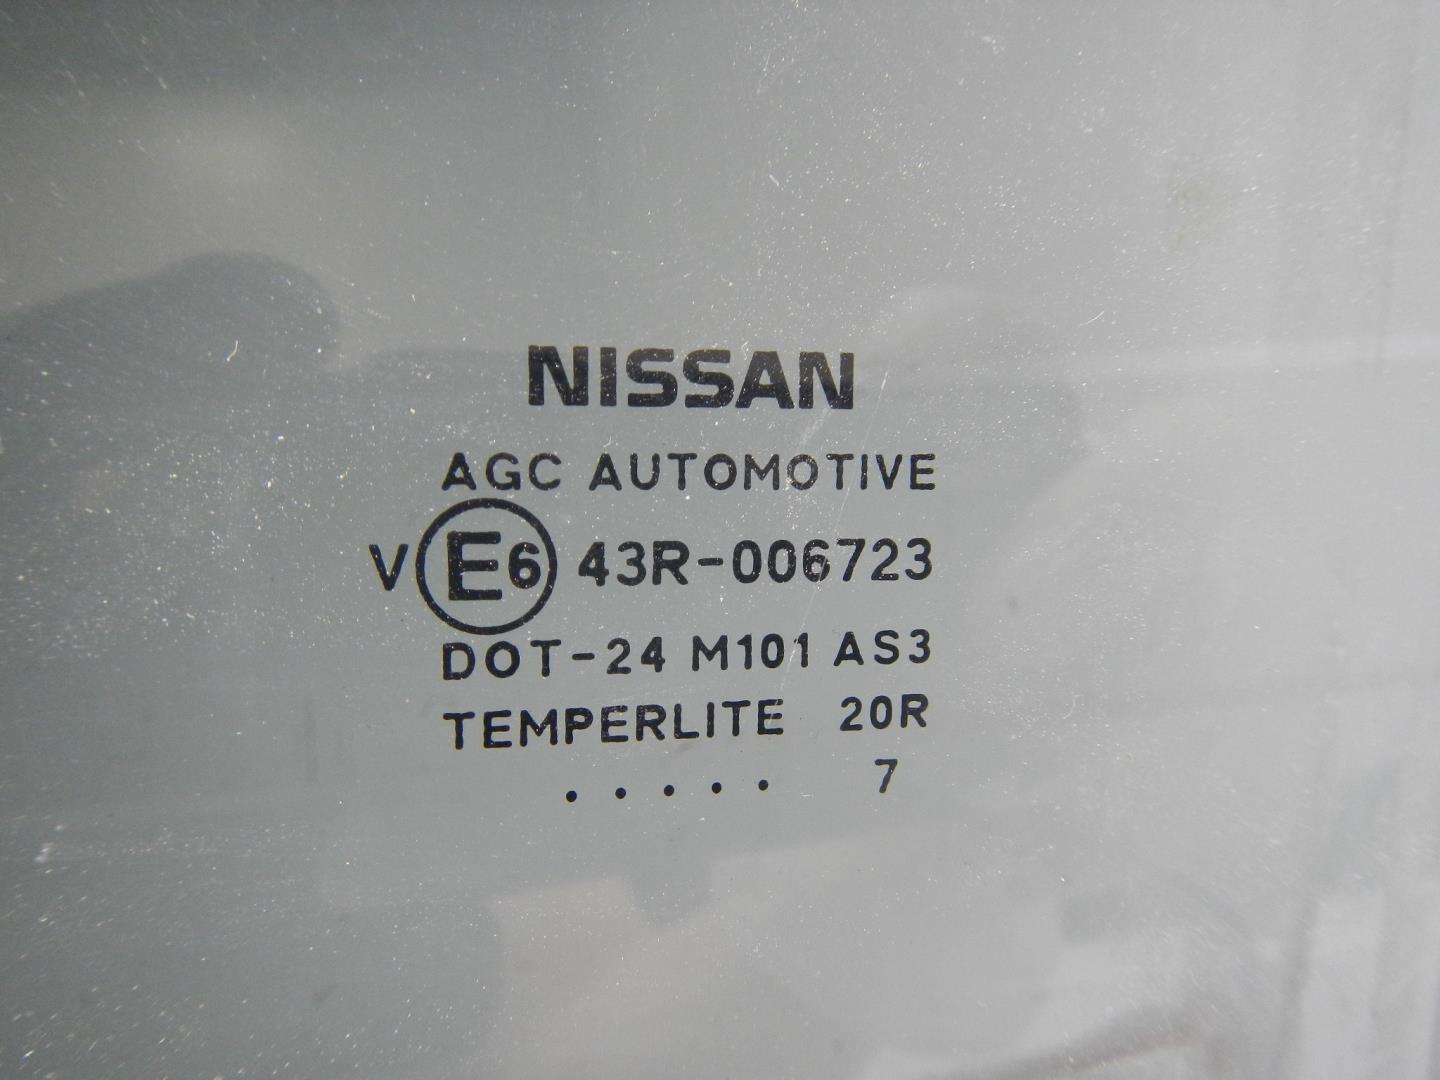 NISSAN
AGC AUTOMOTIVE
V E6 43R-006723
DOT-24 M101 AS3
TEMPERLITE 20R
..... 7